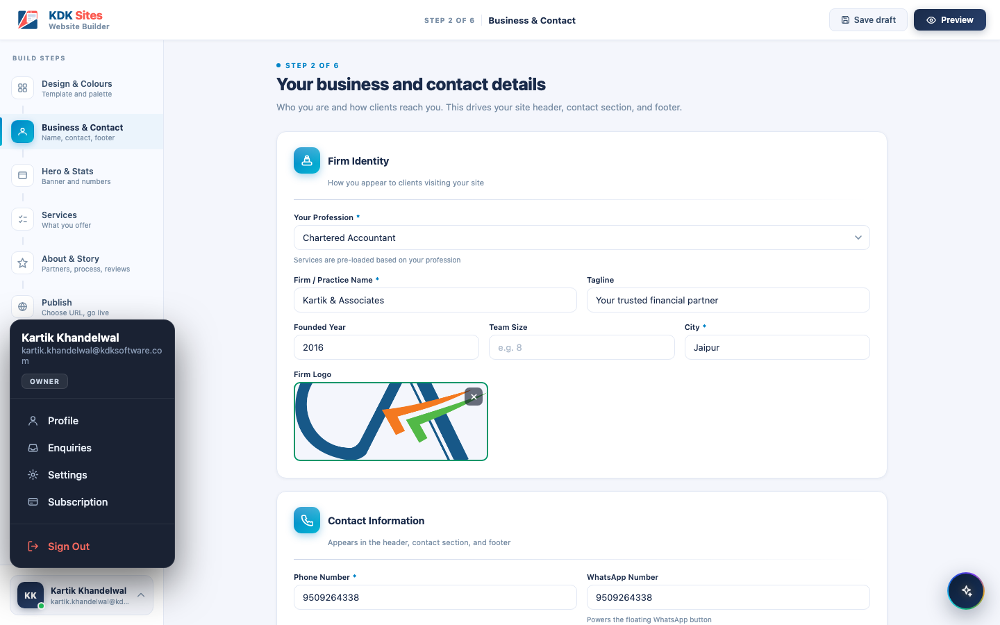 KDK Sites
Website Builder
STEP 2 OF 6
Business & Contact
Save draft
Preview
BUILD STEPS
Design & Colours
Template and palette
Business & Contact
Name, contact, footer
Hero & Stats
Banner and numbers
Services
What you offer
About & Story
Partners, process, reviews
Publish
Choose URL, go live
Kartik Khandelwal
kartik.khandelwal@kdksoftware.co
m
OWNER
Profile
Enquiries
Settings
Subscription
Sign Out
KK
Kartik Khandelwal
kartik.khandelwal@kd...
STEP 2 OF 6
Your business and contact details
Who you are and how clients reach you. This drives your site header, contact section, and footer.
Firm Identity
How you appear to clients visiting your site
Your Profession *
Chartered Accountant
Services are pre-loaded based on your profession
Firm / Practice Name *
Kartik & Associates
Tagline
Your trusted financial partner
Founded Year
2016
Team Size
e.g. 8
City *
Jaipur
Firm Logo
CA
Contact Information
Appears in the header, contact section, and footer
Phone Number *
9509264338
WhatsApp Number
9509264338
Powers the floating WhatsApp button